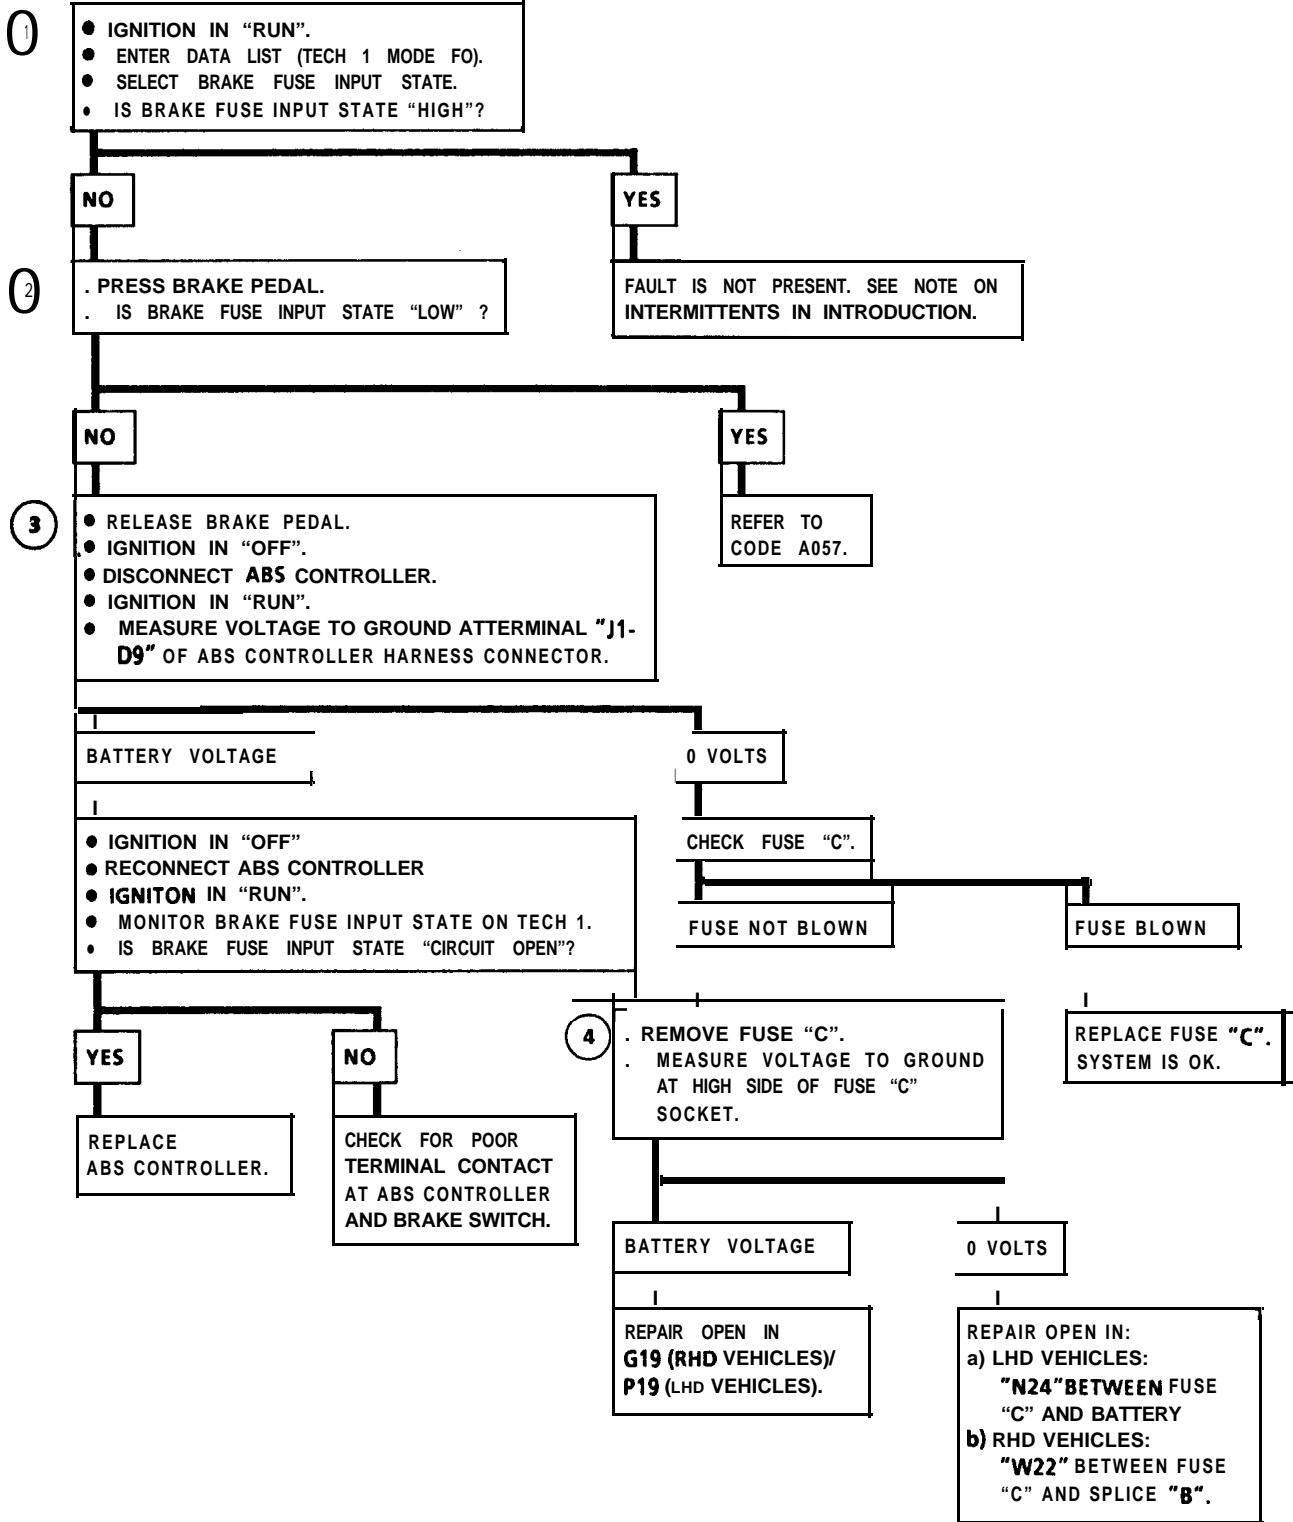 1
● IGNITION IN “RUN”.
● ENTER DATA LIST (TECH 1 MODE FO).
● SELECT BRAKE FUSE INPUT STATE.
• IS BRAKE FUSE INPUT STATE “HIGH”?
NO
YES
2
. PRESS BRAKE PEDAL.
. IS BRAKE FUSE INPUT STATE “LOW” ?
FAULT IS NOT PRESENT. SEE NOTE ON
INTERMITTENTS IN INTRODUCTION.
NO
YES
3
● RELEASE BRAKE PEDAL.
● IGNITION IN “OFF”.
● DISCONNECT ABS CONTROLLER.
● IGNITION IN “RUN”.
● MEASURE VOLTAGE TO GROUND ATTERMINAL "J1-
D9" OF ABS CONTROLLER HARNESS CONNECTOR.
REFER TO
CODE A057.
BATTERY VOLTAGE
0 VOLTS
● IGNITION IN “OFF”
● RECONNECT ABS CONTROLLER
● IGNITON IN “RUN”.
● MONITOR BRAKE FUSE INPUT STATE ON TECH 1.
• IS BRAKE FUSE INPUT STATE “CIRCUIT OPEN”?
CHECK FUSE “C”.
FUSE NOT BLOWN
FUSE BLOWN
YES
NO
4
. REMOVE FUSE “C”.
. MEASURE VOLTAGE TO GROUND
AT HIGH SIDE OF FUSE “C”
SOCKET.
REPLACE FUSE "C".
SYSTEM IS OK.
REPLACE
ABS CONTROLLER.
CHECK FOR POOR
TERMINAL CONTACT
AT ABS CONTROLLER
AND BRAKE SWITCH.
BATTERY VOLTAGE
0 VOLTS
REPAIR OPEN IN
G19 (RHD VEHICLES)/
P19 (LHD VEHICLES).
REPAIR OPEN IN:
a) LHD VEHICLES:
"N24" BETWEEN FUSE
“C” AND BATTERY
b) RHD VEHICLES:
"W22" BETWEEN FUSE
“C” AND SPLICE "B".